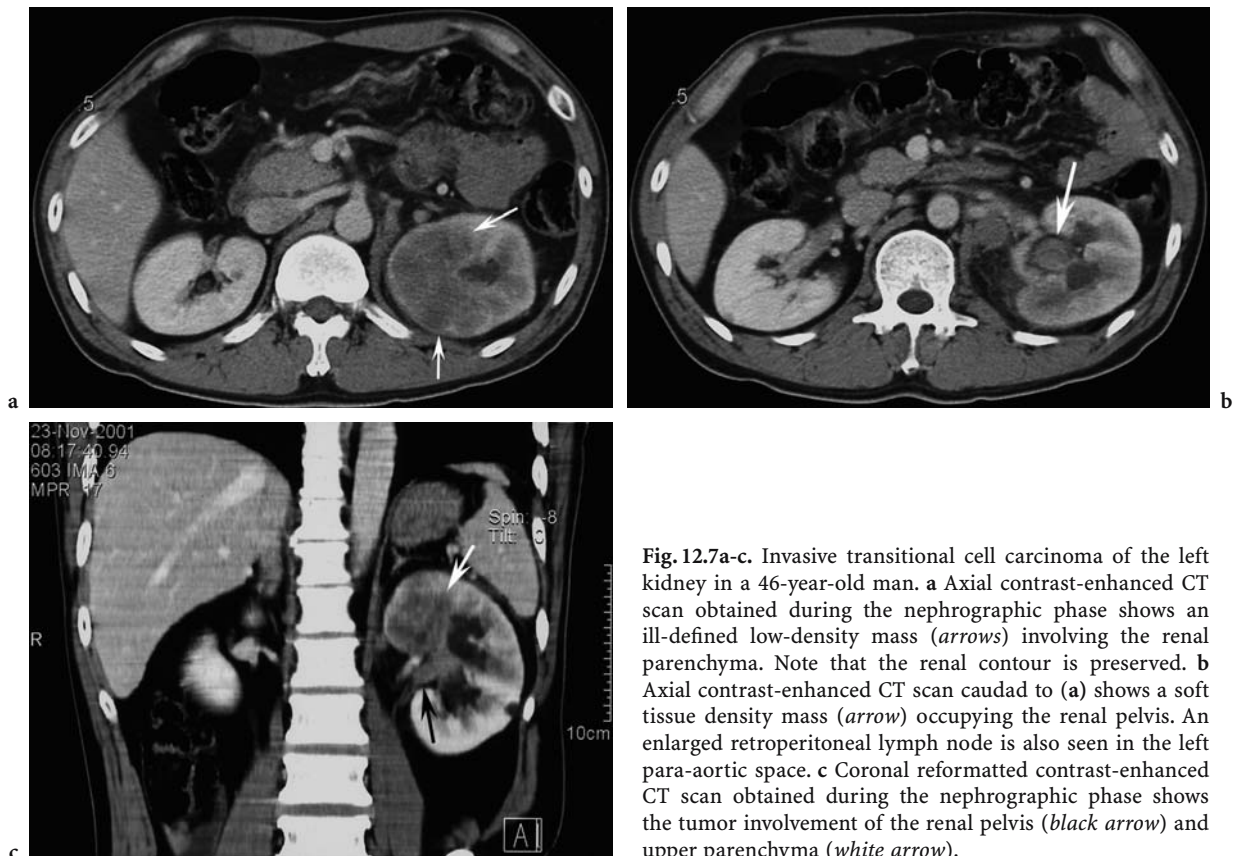 5
a
5
b
23-Nov-2001
08:17:40.94
603 IMA 6
MPR 17
Spin: -8
Tilt: 0
R
10cm
A
c
Fig. 12.7a-c. Invasive transitional cell carcinoma of the left
kidney in a 46-year-old man. a Axial contrast-enhanced CT
scan obtained during the nephrographic phase shows an
ill-defined low-density mass (arrows) involving the renal
parenchyma. Note that the renal contour is preserved. b
Axial contrast-enhanced CT scan caudad to (a) shows a soft
tissue density mass (arrow) occupying the renal pelvis. An
enlarged retroperitoneal lymph node is also seen in the left
para-aortic space. c Coronal reformatted contrast-enhanced
CT scan obtained during the nephrographic phase shows
the tumor involvement of the renal pelvis (black arrow) and
upper parenchyma (white arrow).